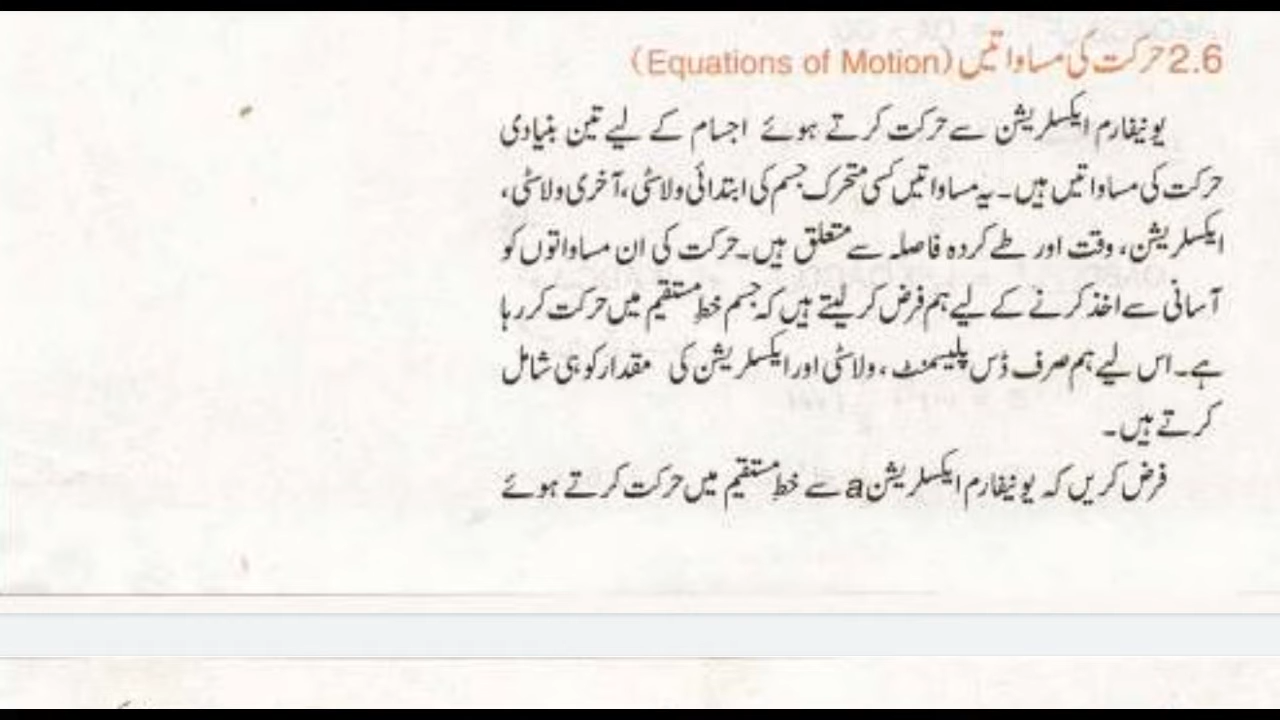 2.6 حرکت کی مساواتیں (Equations of Motion)
یونیفارم ایکسلریشن سے حرکت کرتے ہوئے اجسام کے لیے تین بنیادی
حرکت کی مساواتیں ہیں۔ یہ مساواتیں کسی متحرک جسم کی ابتدائی ولاسٹی، آخری ولاسٹی،
ایکسلریشن، وقت اور طے کردہ فاصلہ سے متعلق ہیں۔ حرکت کی ان مساواتوں کو
آسانی سے اخذ کرنے کے لیے ہم فرض کر لیتے ہیں کہ جسم خطِ مستقیم میں حرکت کر رہا
ہے۔ اس لیے ہم صرف ڈس پلیسمنٹ، ولاسٹی اور ایکسلریشن کی مقدار کو ہی شامل
کرتے ہیں۔
فرض کریں کہ یونیفارم ایکسلریشن a سے خطِ مستقیم میں حرکت کرتے ہوئے